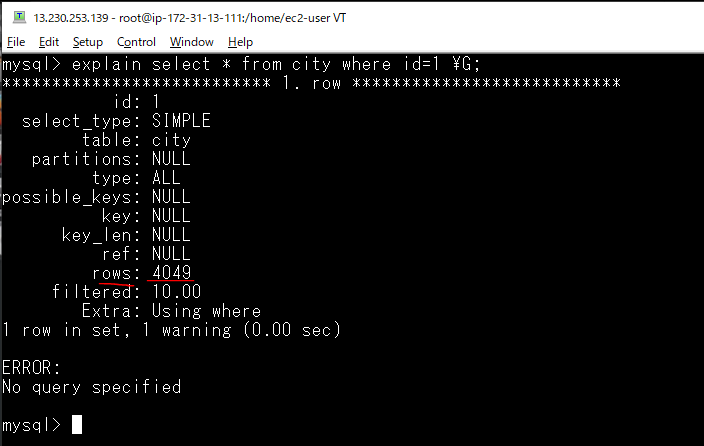 13.230.253.139 - root@ip-172-31-13-111:/home/ec2-user VT
File Edit Setup Control Window Help
mysql> explain select * from city where id=1 ¥G;
*************************** 1. row ***************************
id: 1
select_type: SIMPLE
table: city
partitions: NULL
type: ALL
possible_keys: NULL
key: NULL
key_len: NULL
ref: NULL
rows: 4049
filtered: 10.00
Extra: Using where
1 row in set, 1 warning (0.00 sec)
ERROR:
No query specified
mysql>